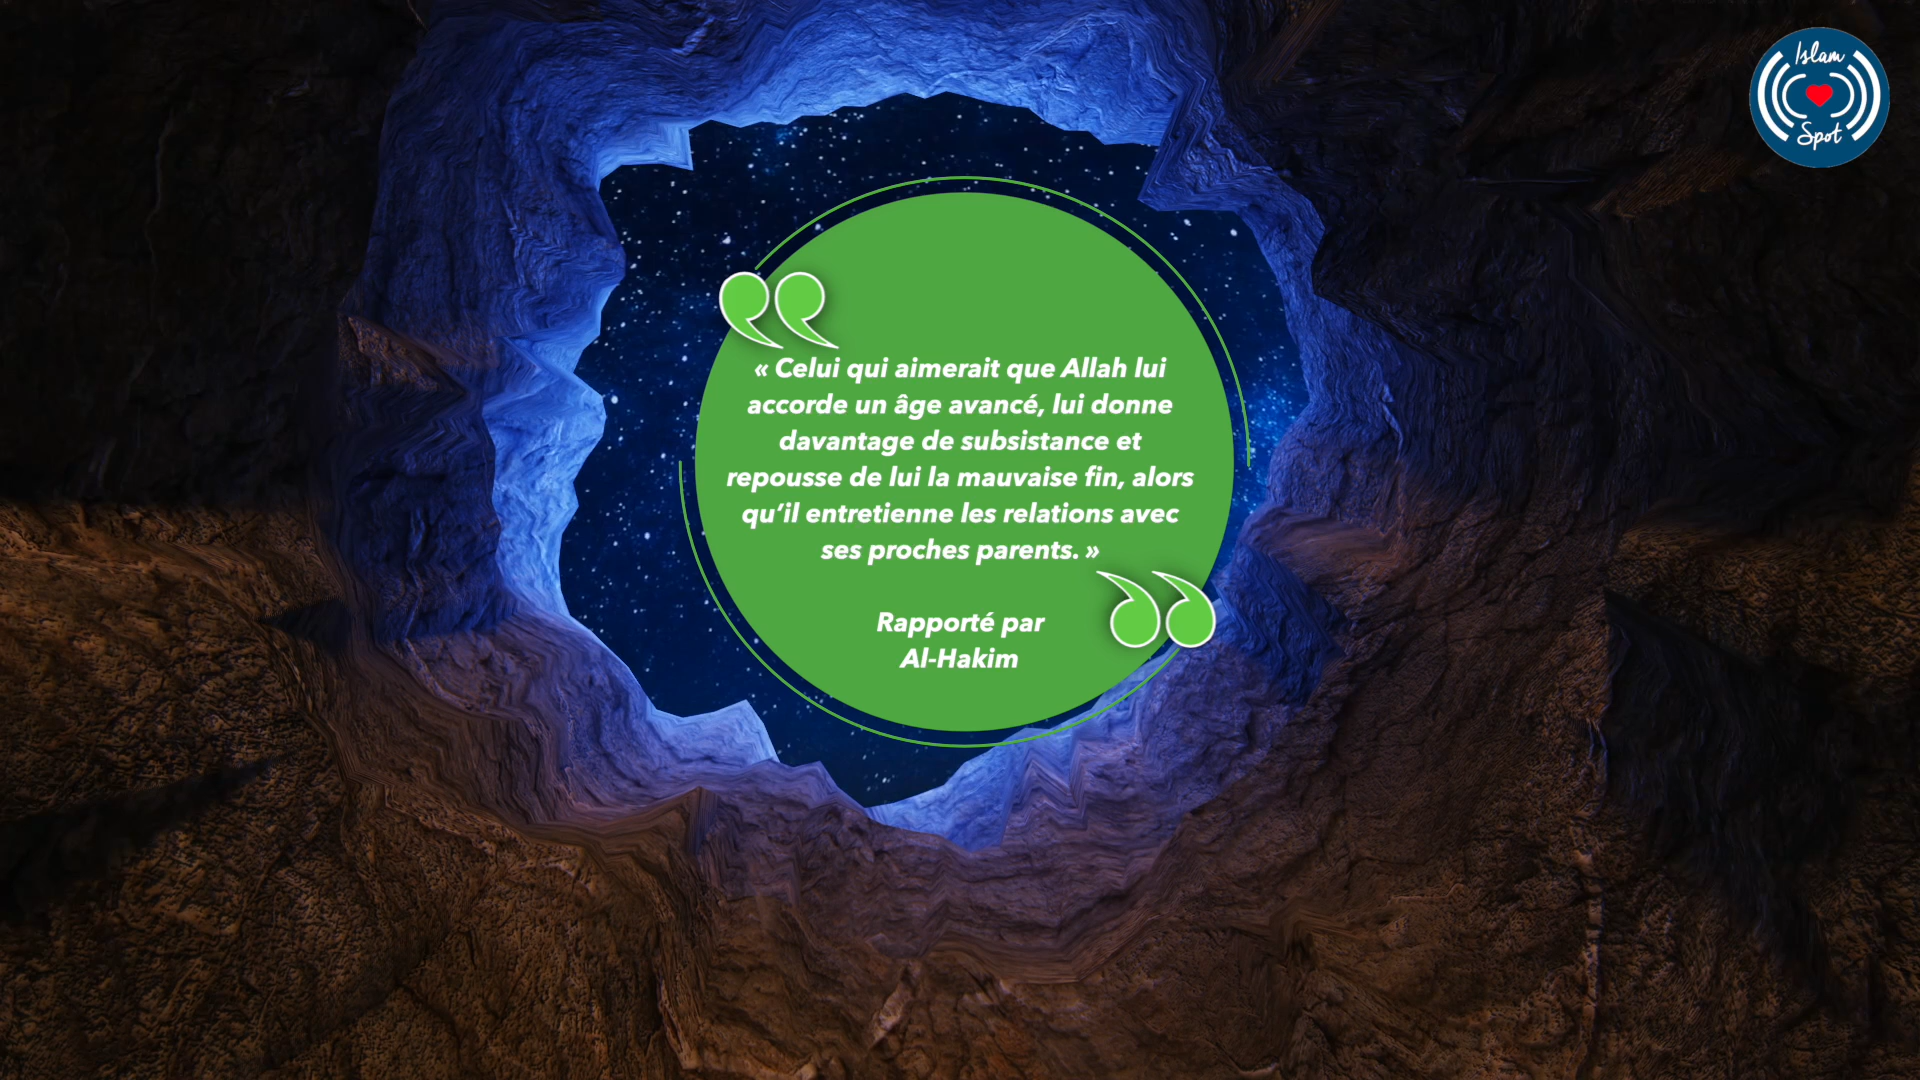 Islam
Spot
« Celui qui aimerait que Allah lui
accorde un âge avancé, lui donne
davantage de subsistance et
repousse de lui la mauvaise fin, alors
qu’il entretienne les relations avec
ses proches parents. »
Rapporté par
Al-Hakim